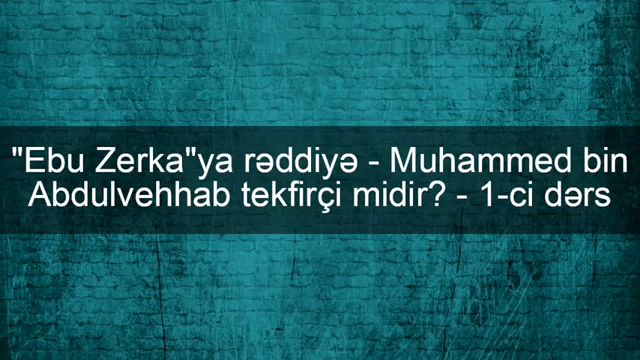 "Ebu Zerka"ya rəddiyə - Muhammed bin
Abdulvehhab tekfirçi midir? - 1-ci dərs